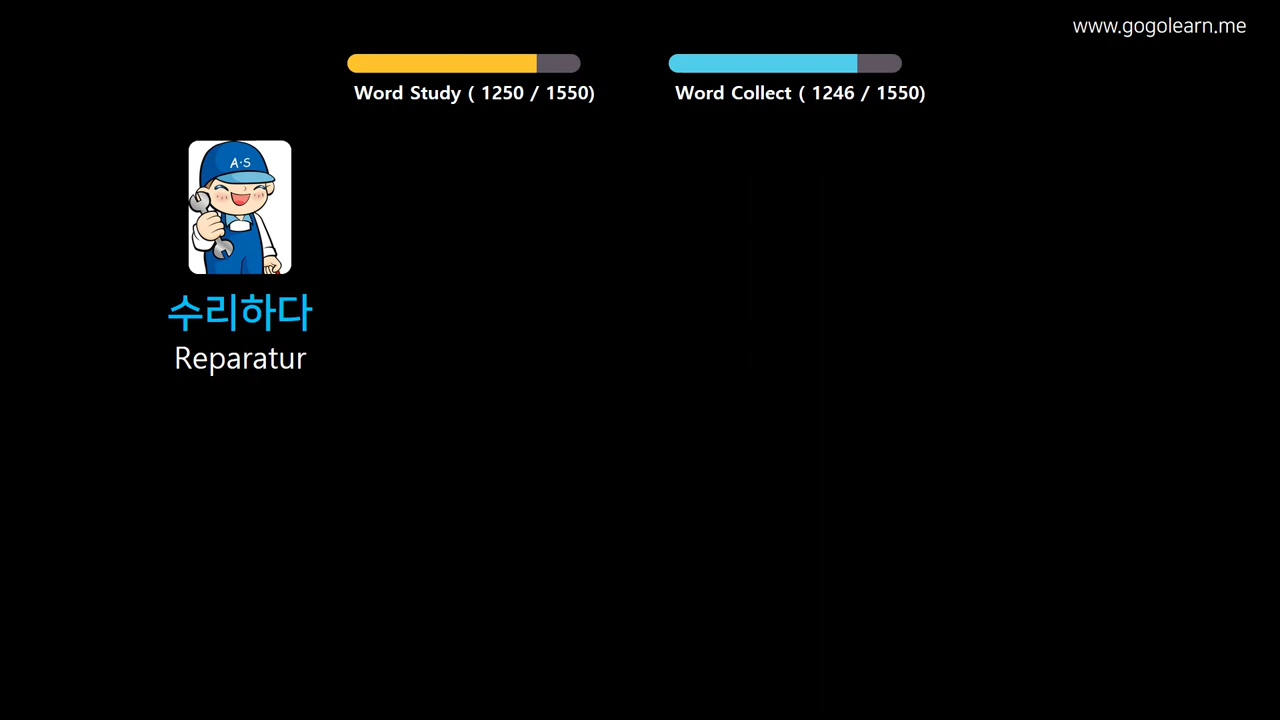 www.gogolearn.me
Word Study ( 1250 / 1550)
Word Collect ( 1246 / 1550)
A·S
수리하다
Reparatur